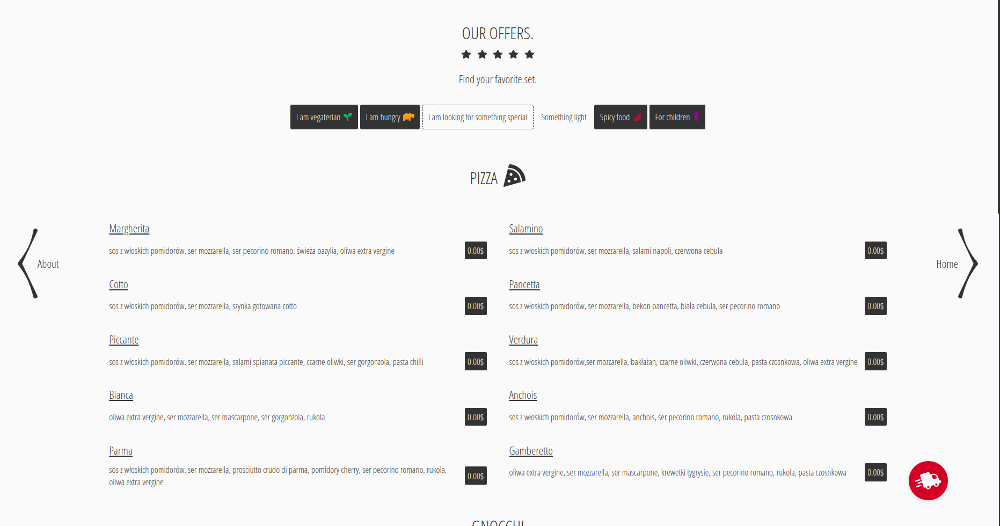 OUR OFFERS.
Find your favorite set.
I am vegaterian
I am hungry
I am looking for something special
Something light
Spicy food
For children
PIZZA
Margherita
sos z włoskich pomidorów, ser mozzarella, ser pecorino romano, świeża bazylia, oliwa extra vergine
0.00$
Salamino
sos z włoskich pomidorów, ser mozzarella, salami napoli, czerwona cebula
0.00$
About
Home
Cotto
sos z włoskich pomidorów, ser mozzarella, szynka gotowana cotto
0.00$
Pancetta
sos z włoskich pomidorów, ser mozzarella, bekon pancetta, biała cebula, ser pecorino romano
0.00$
Piccante
sos z włoskich pomidorów, ser mozzarella, salami spianata piccante, czarne oliwki, ser gorgonzola, pasta chilli
0.00$
Verdura
sos z włoskich pomidorów,ser mozzarella, bakłażan, czarne oliwki, czerwona cebula, pasta czosnkowa, oliwa extra vergine
0.00$
Bianca
oliwa extra vergine, ser mozzarella, ser mascarpone, ser gorgonzola, rukola
0.00$
Anchois
sos z włoskich pomidorów, ser mozzarella, anchois, ser pecorino romano, rukola, pasta czosnkowa
0.00$
Parma
sos z włoskich pomidorów, ser mozzarella, prosciutto crudo di parma, pomidory cherry, ser pecorino romano, rukola,
oliwa extra vergine
0.00$
Gamberetto
oliwa extra vergine, ser mozzarella, ser mascarpone, krewetki tygrysie, ser pecorino romano, rukola, pasta czosnkowa
0.00$
GNOCCHI